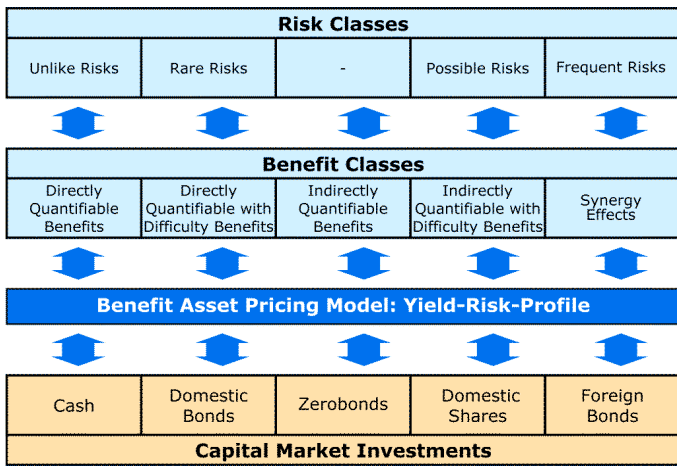 Risk Classes
Unlike Risks
Rare Risks
-
Possible Risks
Frequent Risks
Benefit Classes
Directly
Quantifiable
Benefits
Directly
Quantifiable with
Difficulty Benefits
Indirectly
Quantifiable
Benefits
Indirectly
Quantifiable with
Difficulty Benefits
Synergy
Effects
Benefit Asset Pricing Model: Yield-Risk-Profile
Cash
Domestic
Bonds
Zerobonds
Domestic
Shares
Foreign
Bonds
Capital Market Investments